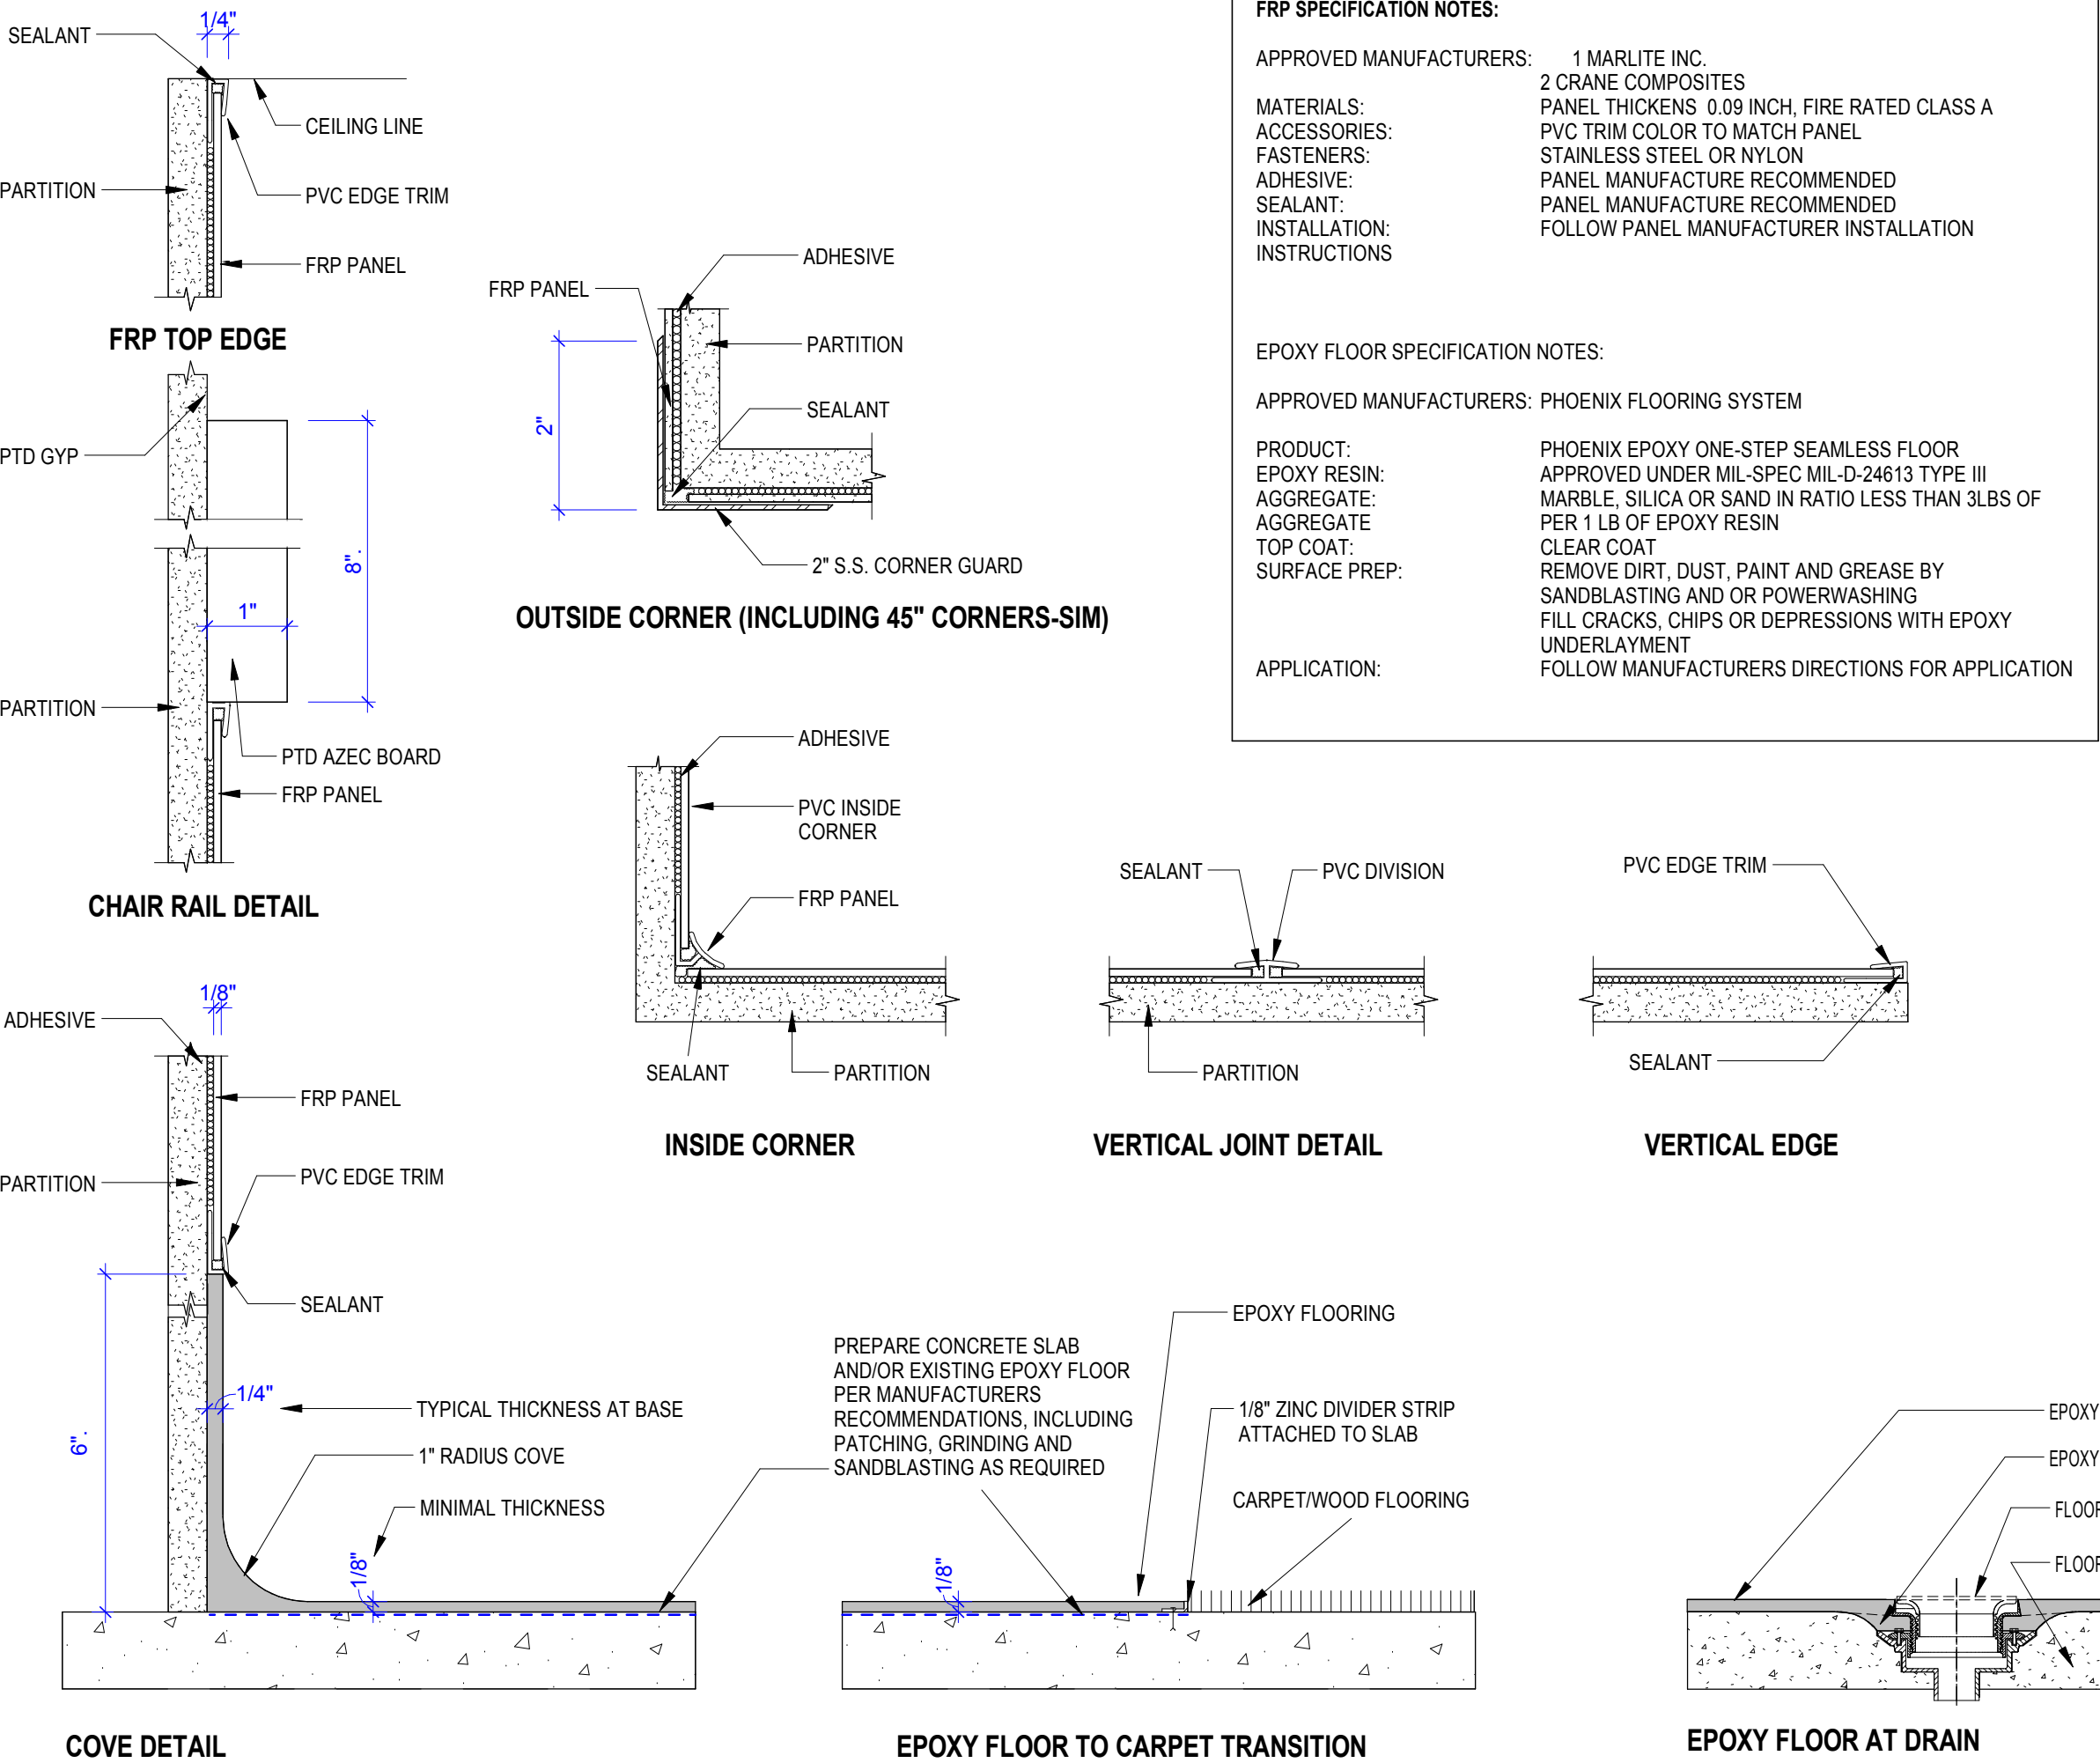 1/4"
SEALANT
CEILING LINE
PARTITION
PVC EDGE TRIM
FRP PANEL
FRP TOP EDGE
PTD GYP
8".
1"
PARTITION
PTD AZEC BOARD
FRP PANEL
CHAIR RAIL DETAIL
ADHESIVE
FRP PANEL
PARTITION
2"
SEALANT
2" S.S. CORNER GUARD
OUTSIDE CORNER (INCLUDING 45" CORNERS-SIM)
FRP SPECIFICATION NOTES:
APPROVED MANUFACTURERS: 1 MARLITE INC.
2 CRANE COMPOSITES
MATERIALS: PANEL THICKENS 0.09 INCH, FIRE RATED CLASS A
ACCESSORIES: PVC TRIM COLOR TO MATCH PANEL
FASTENERS: STAINLESS STEEL OR NYLON
ADHESIVE: PANEL MANUFACTURE RECOMMENDED
SEALANT: PANEL MANUFACTURE RECOMMENDED
INSTALLATION: FOLLOW PANEL MANUFACTURER INSTALLATION
INSTRUCTIONS
EPOXY FLOOR SPECIFICATION NOTES:
APPROVED MANUFACTURERS: PHOENIX FLOORING SYSTEM
PRODUCT: PHOENIX EPOXY ONE-STEP SEAMLESS FLOOR
EPOXY RESIN: APPROVED UNDER MIL-SPEC MIL-D-24613 TYPE III
AGGREGATE: MARBLE, SILICA OR SAND IN RATIO LESS THAN 3LBS OF
AGGREGATE PER 1 LB OF EPOXY RESIN
TOP COAT: CLEAR COAT
SURFACE PREP: REMOVE DIRT, DUST, PAINT AND GREASE BY
SANDBLASTING AND OR POWERWASHING
FILL CRACKS, CHIPS OR DEPRESSIONS WITH EPOXY
UNDERLAYMENT
APPLICATION: FOLLOW MANUFACTURERS DIRECTIONS FOR APPLICATION
ADHESIVE
PVC INSIDE
CORNER
FRP PANEL
SEALANT
PARTITION
INSIDE CORNER
SEALANT
PVC DIVISION
PARTITION
VERTICAL JOINT DETAIL
PVC EDGE TRIM
SEALANT
VERTICAL EDGE
1/8"
ADHESIVE
FRP PANEL
PARTITION
PVC EDGE TRIM
SEALANT
6".
1/4"
TYPICAL THICKNESS AT BASE
1" RADIUS COVE
MINIMAL THICKNESS
1/8"
COVE DETAIL
PREPARE CONCRETE SLAB
AND/OR EXISTING EPOXY FLOOR
PER MANUFACTURERS
RECOMMENDATIONS, INCLUDING
PATCHING, GRINDING AND
SANDBLASTING AS REQUIRED
EPOXY FLOORING
1/8" ZINC DIVIDER STRIP
ATTACHED TO SLAB
CARPET/WOOD FLOORING
1/8"
EPOXY FLOOR TO CARPET TRANSITION
EPOXY
EPOXY
FLOOR
FLOOR
EPOXY FLOOR AT DRAIN